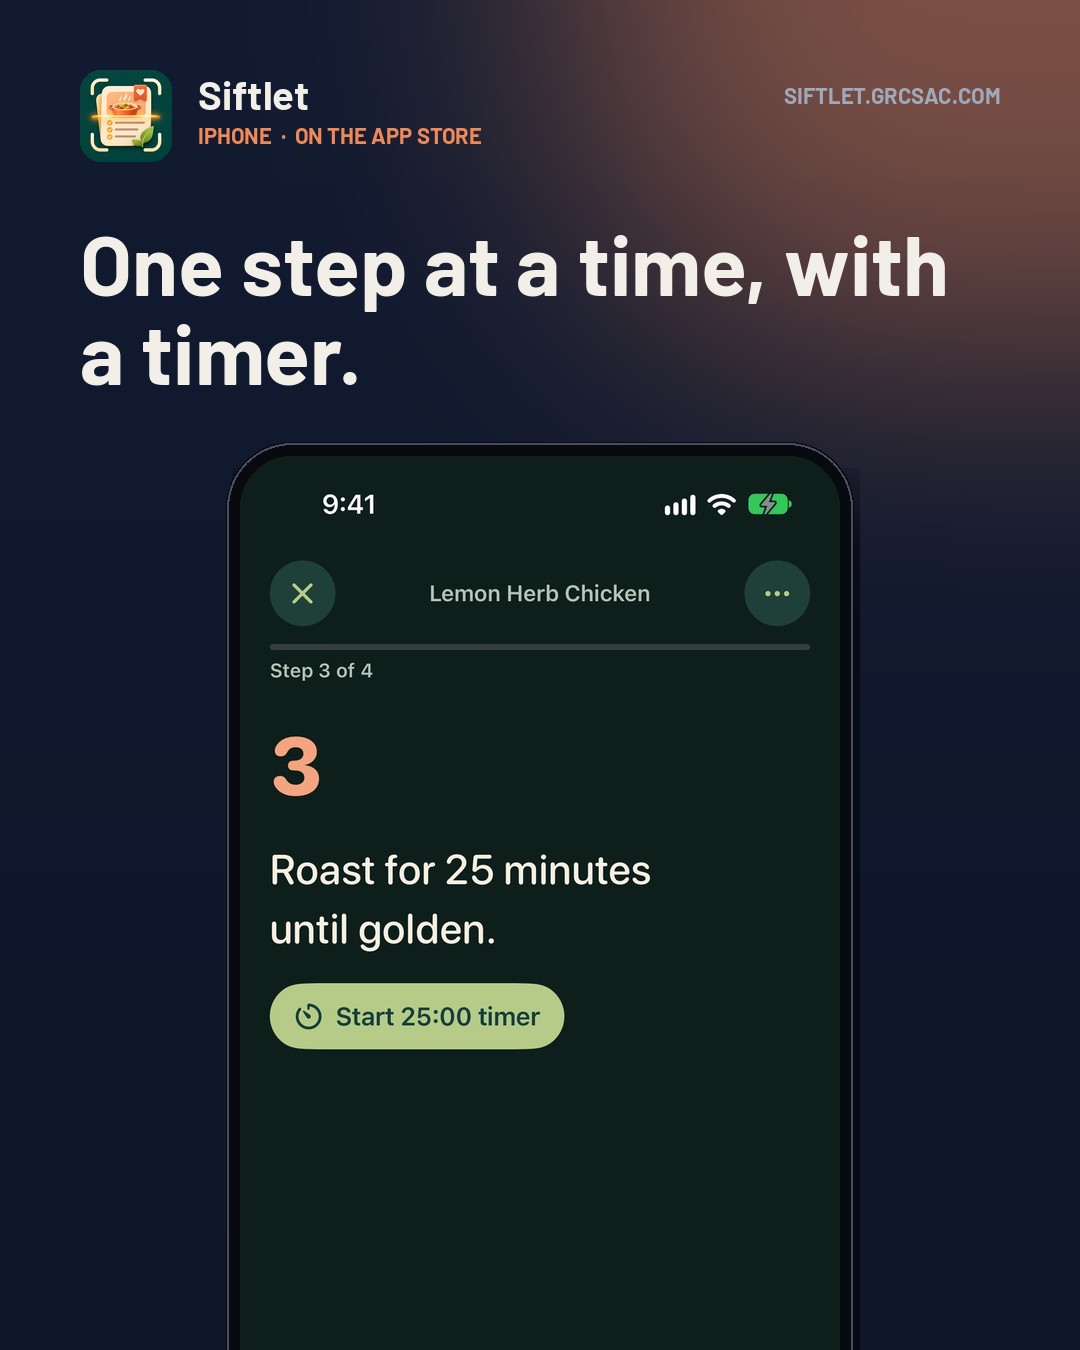 Siftlet
IPHONE · ON THE APP STORE
SIFTLET.GRCSAC.COM
One step at a time, with
a timer.
9:41
Lemon Herb Chicken
Step 3 of 4
3
Roast for 25 minutes
until golden.
Start 25:00 timer